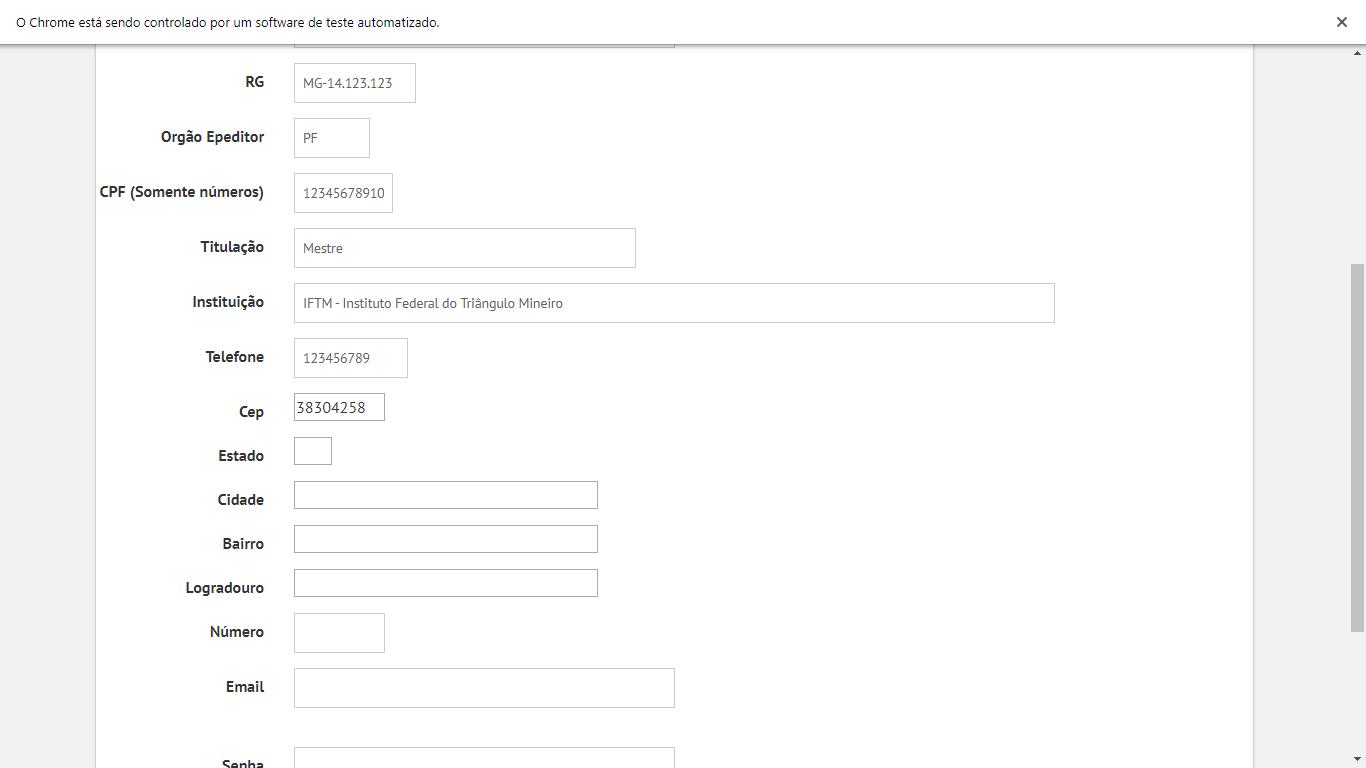 O Chrome está sendo controlado por um software de teste automatizado.
RG MG-14.123.123
Orgão Epeditor PF
CPF (Somente números) 12345678910
Titulação Mestre
Instituição IFTM - Instituto Federal do Triângulo Mineiro
Telefone 123456789
Cep 38304258
Estado
Cidade
Bairro
Logradouro
Número
Email
Senha